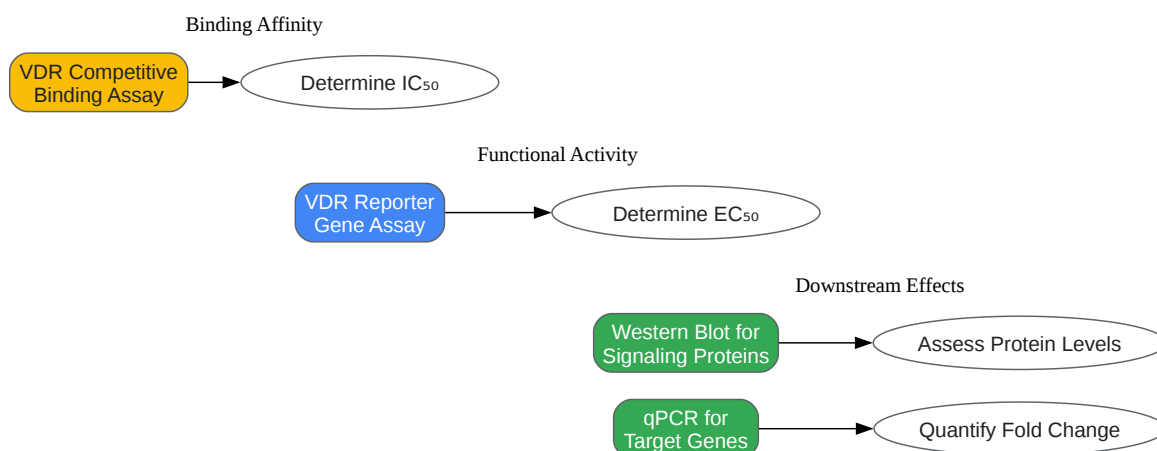 Binding Affinity
VDR Competitive
Binding Assay
Determine IC₅₀
Functional Activity
VDR Reporter
Gene Assay
Determine EC₅₀
Downstream Effects
Western Blot for
Signaling Proteins
Assess Protein Levels
qPCR for
Target Genes
Quantify Fold Change